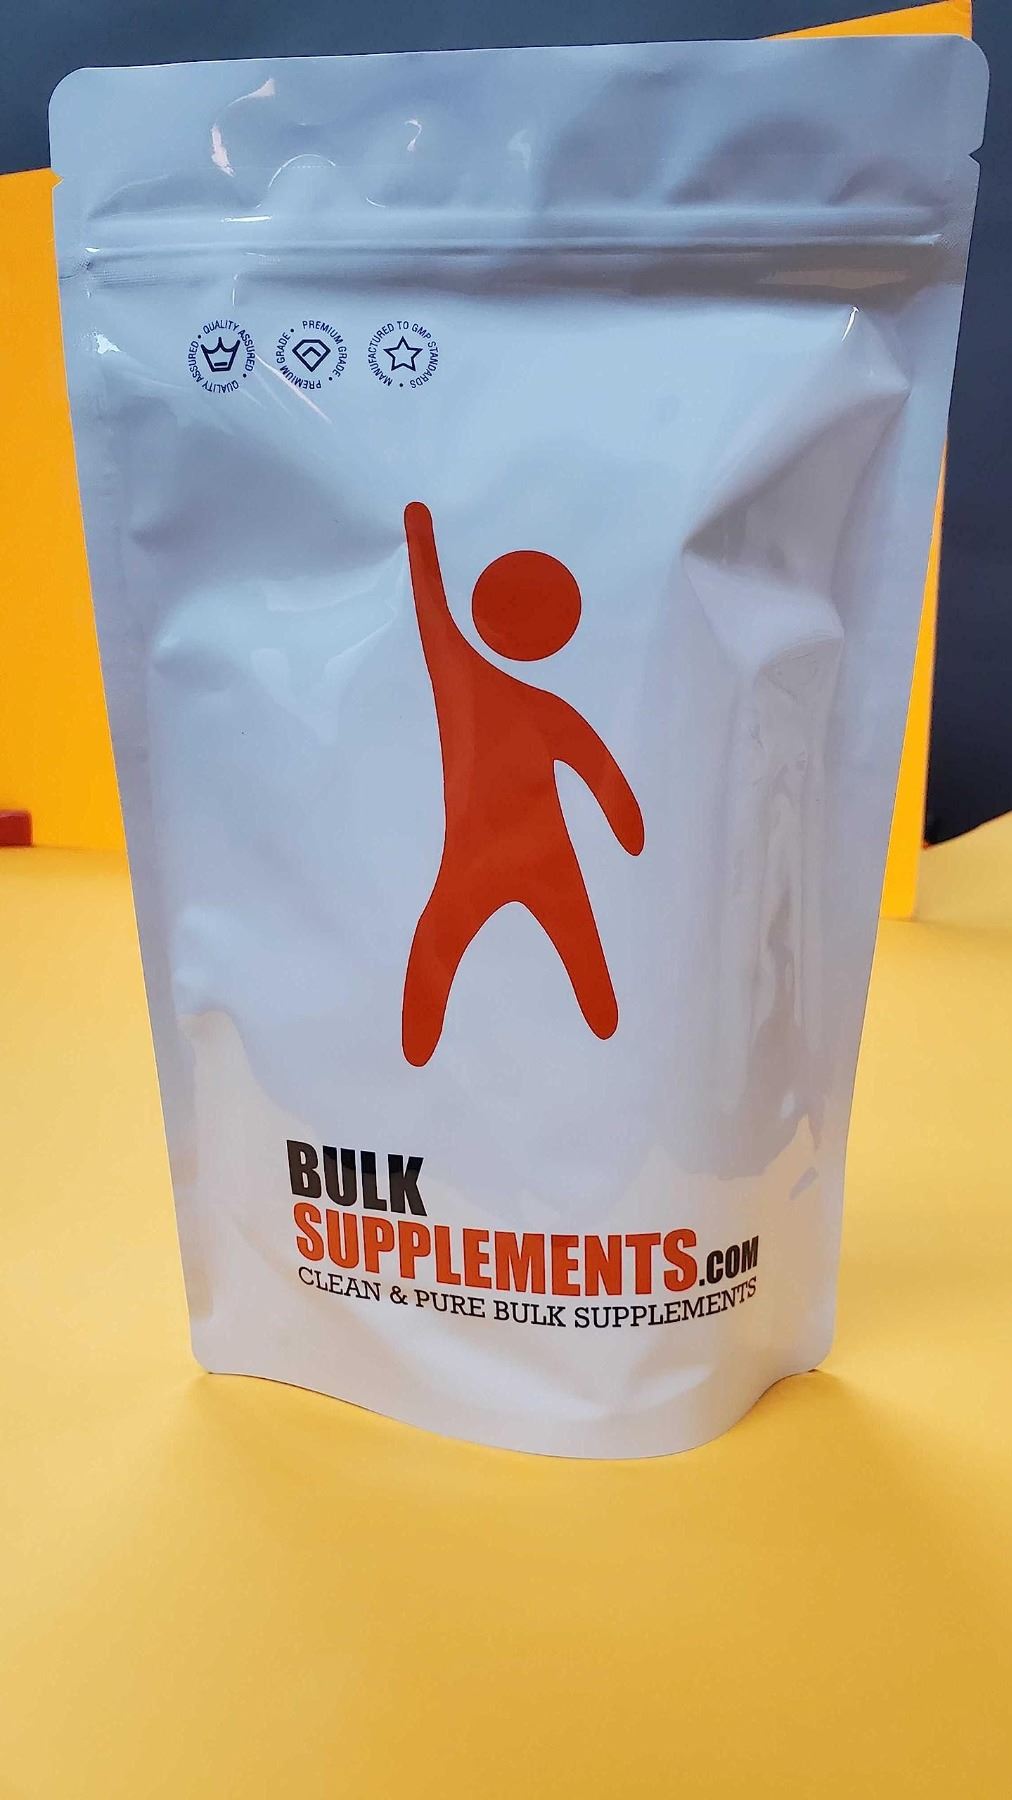 QUALITY ASSURED • QUALITY ASSURED •
PREMIUM GRADE • PREMIUM GRADE •
MANUFACTURED TO GMP STANDARDS •
BULK
SUPPLEMENTS.COM
CLEAN & PURE BULK SUPPLEMENTS